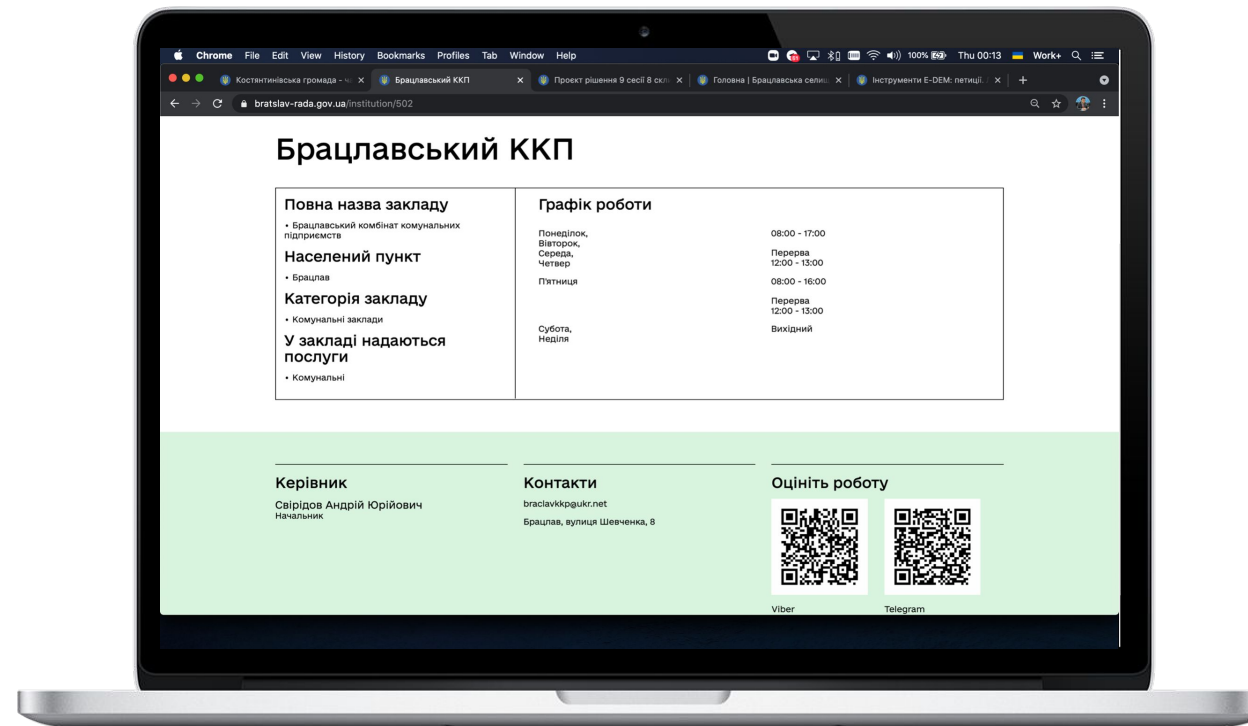 Chrome File Edit View History Bookmarks Profiles Tab Window Help 100% Thu 00:13 Work+
Костянтинівська громада - Брацлавський ККП Проєкт рішення 9 сесії 8 скл Головна | Брацлавська селищ Інструменти E-DEM: петиції.
bratslav-rada.gov.ua/institution/502
Брацлавський ККП
Повна назва закладу
• Брацлавський комбінат комунальних
підприємств
Населений пункт
• Брацлав
Категорія закладу
• Комунальні заклади
У закладі надаються
послуги
• Комунальні
Графік роботи
Понеділок,
Вівторок,
Середа,
Четвер
08:00 - 17:00
Перерва
12:00 - 13:00
П'ятниця
08:00 - 16:00
Перерва
12:00 - 13:00
Субота,
Неділя
Вихідний
Керівник
Свірідов Андрій Юрійович
Начальник
Контакти
braclavkkp@ukr.net
Брацлав, вулиця Шевченка, 8
Оцініть роботу
Viber
Telegram